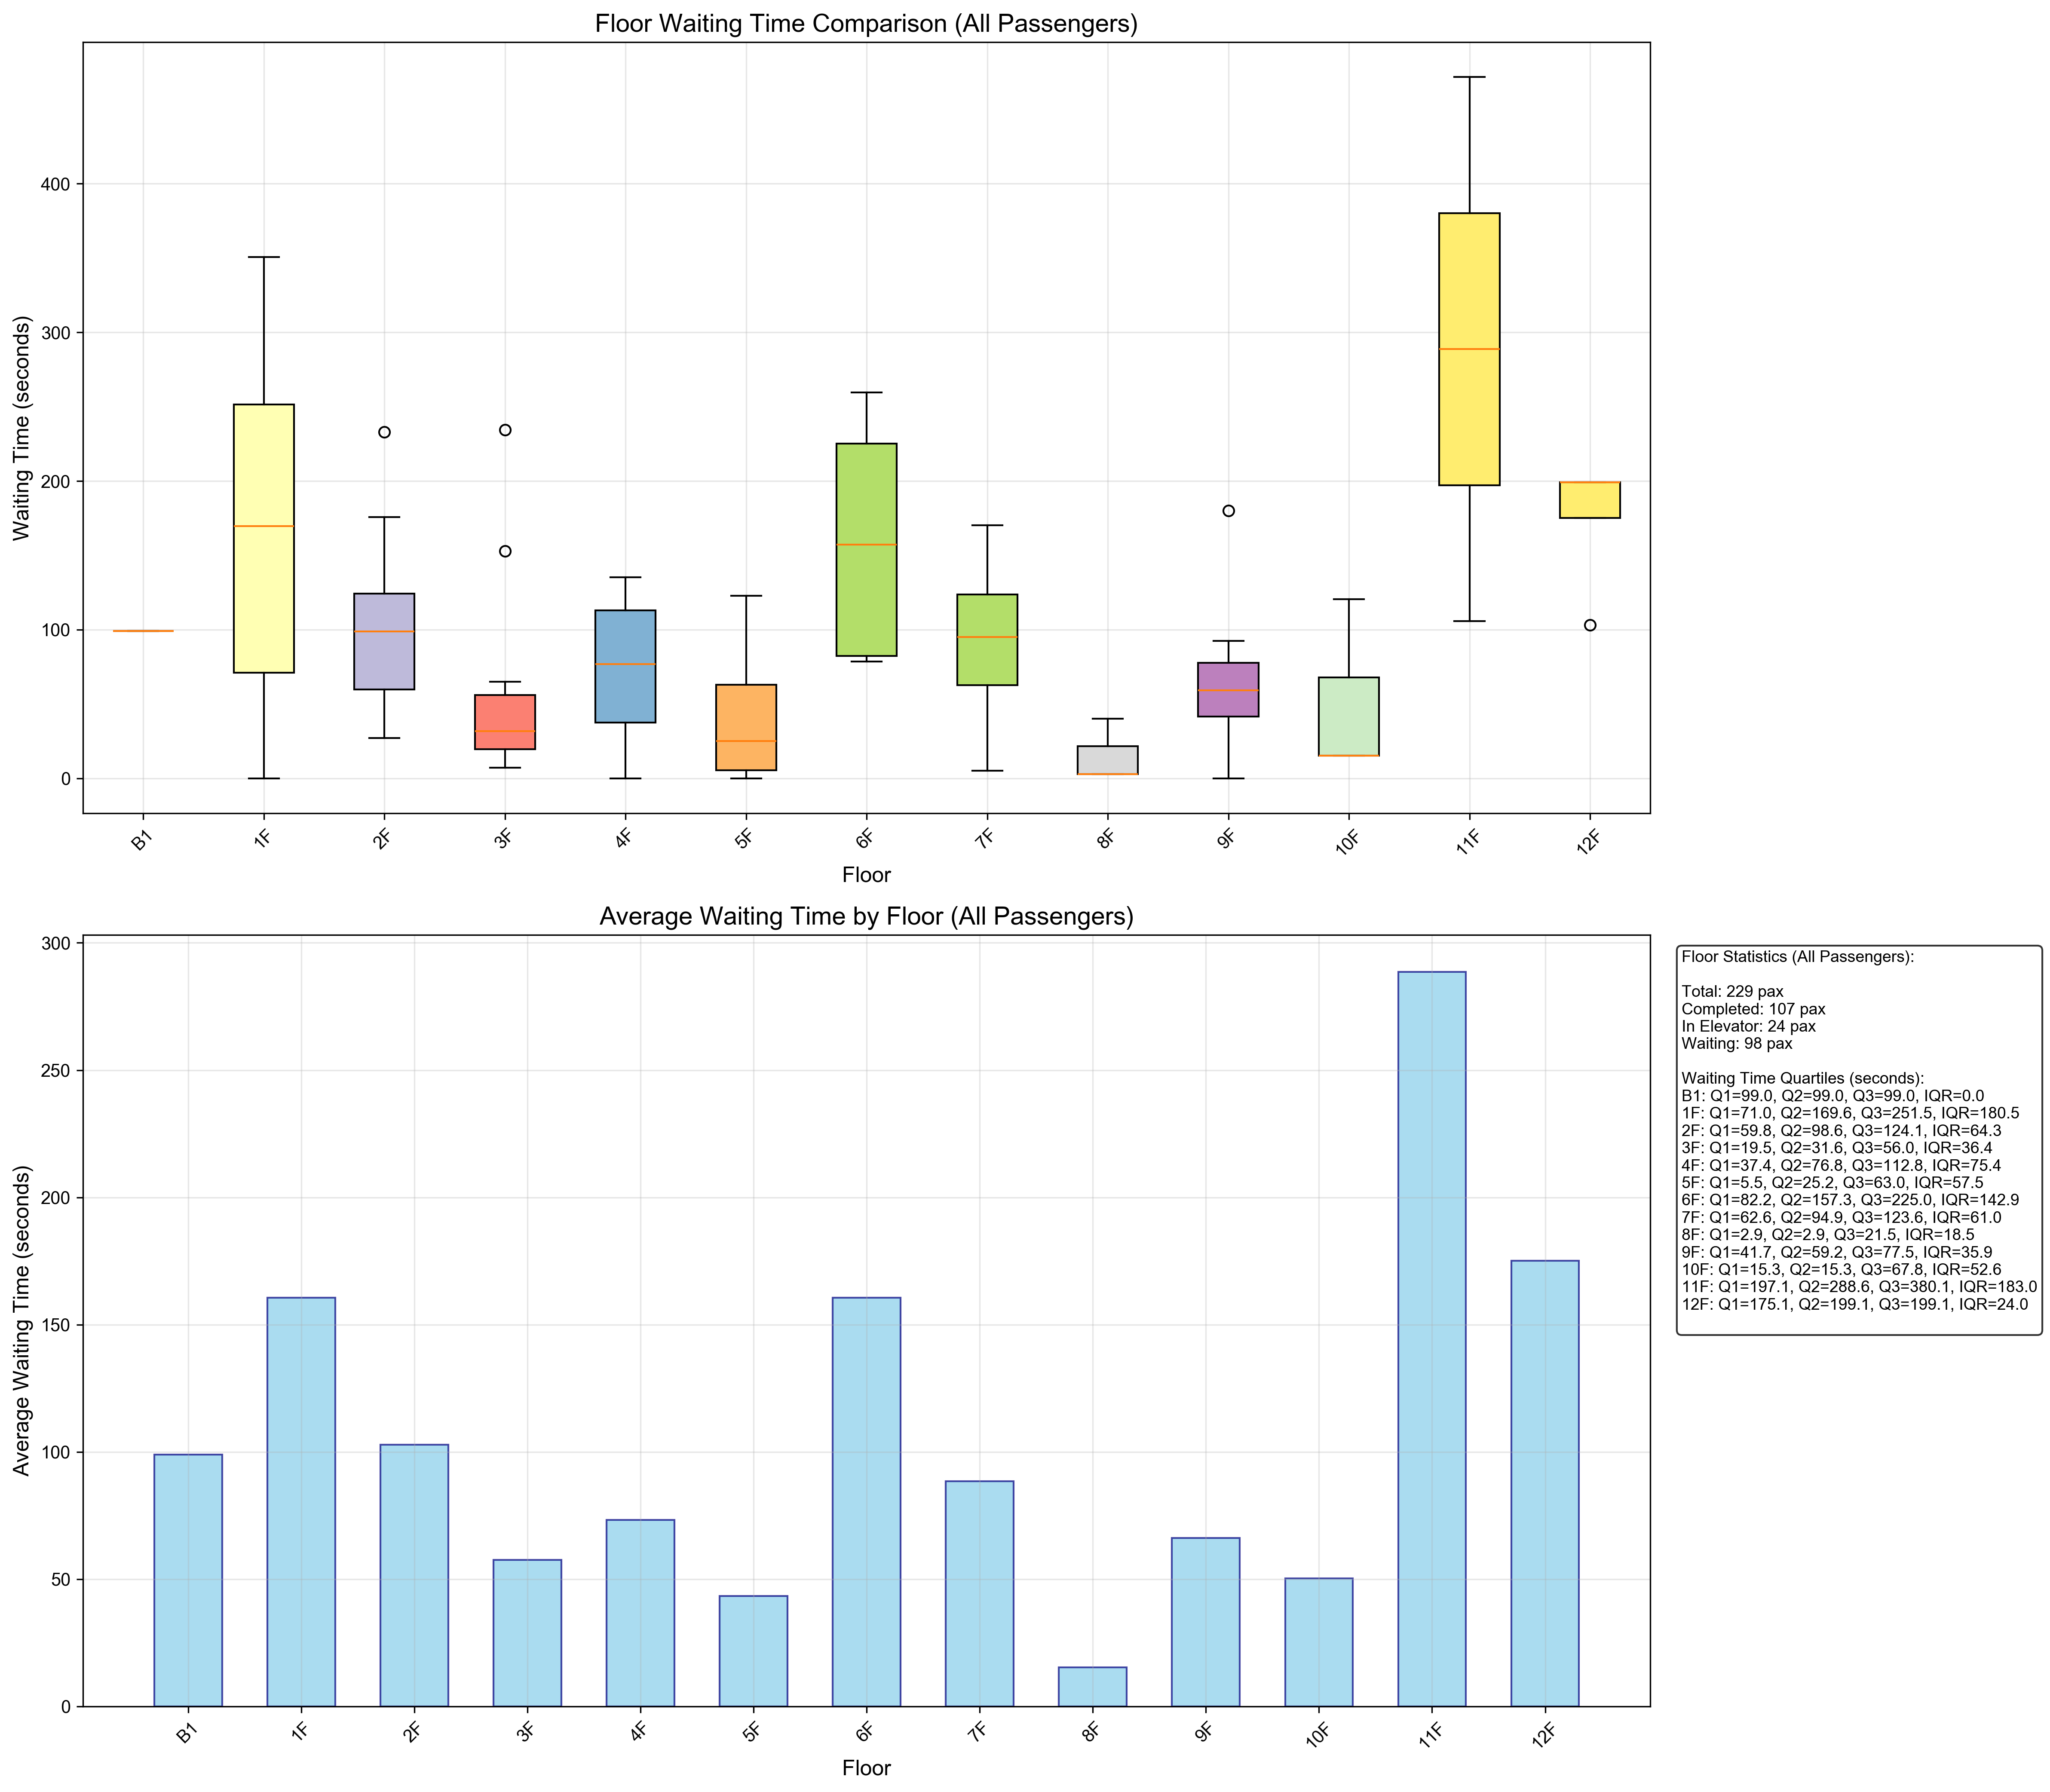 Floor Waiting Time Comparison (All Passengers)
Waiting Time (seconds)
400
300
200
100
0
B1 1F 2F 3F 4F 5F 6F 7F 8F 9F 10F 11F 12F
Floor
Average Waiting Time by Floor (All Passengers)
Average Waiting Time (seconds)
300
250
200
150
100
50
0
B1 1F 2F 3F 4F 5F 6F 7F 8F 9F 10F 11F 12F
Floor
Floor Statistics (All Passengers):
Total: 229 pax
Completed: 107 pax
In Elevator: 24 pax
Waiting: 98 pax
Waiting Time Quartiles (seconds):
B1: Q1=99.0, Q2=99.0, Q3=99.0, IQR=0.0
1F: Q1=71.0, Q2=169.6, Q3=251.5, IQR=180.5
2F: Q1=59.8, Q2=98.6, Q3=124.1, IQR=64.3
3F: Q1=19.5, Q2=31.6, Q3=56.0, IQR=36.4
4F: Q1=37.4, Q2=76.8, Q3=112.8, IQR=75.4
5F: Q1=5.5, Q2=25.2, Q3=63.0, IQR=57.5
6F: Q1=82.2, Q2=157.3, Q3=225.0, IQR=142.9
7F: Q1=62.6, Q2=94.9, Q3=123.6, IQR=61.0
8F: Q1=2.9, Q2=2.9, Q3=21.5, IQR=18.5
9F: Q1=41.7, Q2=59.2, Q3=77.5, IQR=35.9
10F: Q1=15.3, Q2=15.3, Q3=67.8, IQR=52.6
11F: Q1=197.1, Q2=288.6, Q3=380.1, IQR=183.0
12F: Q1=175.1, Q2=199.1, Q3=199.1, IQR=24.0